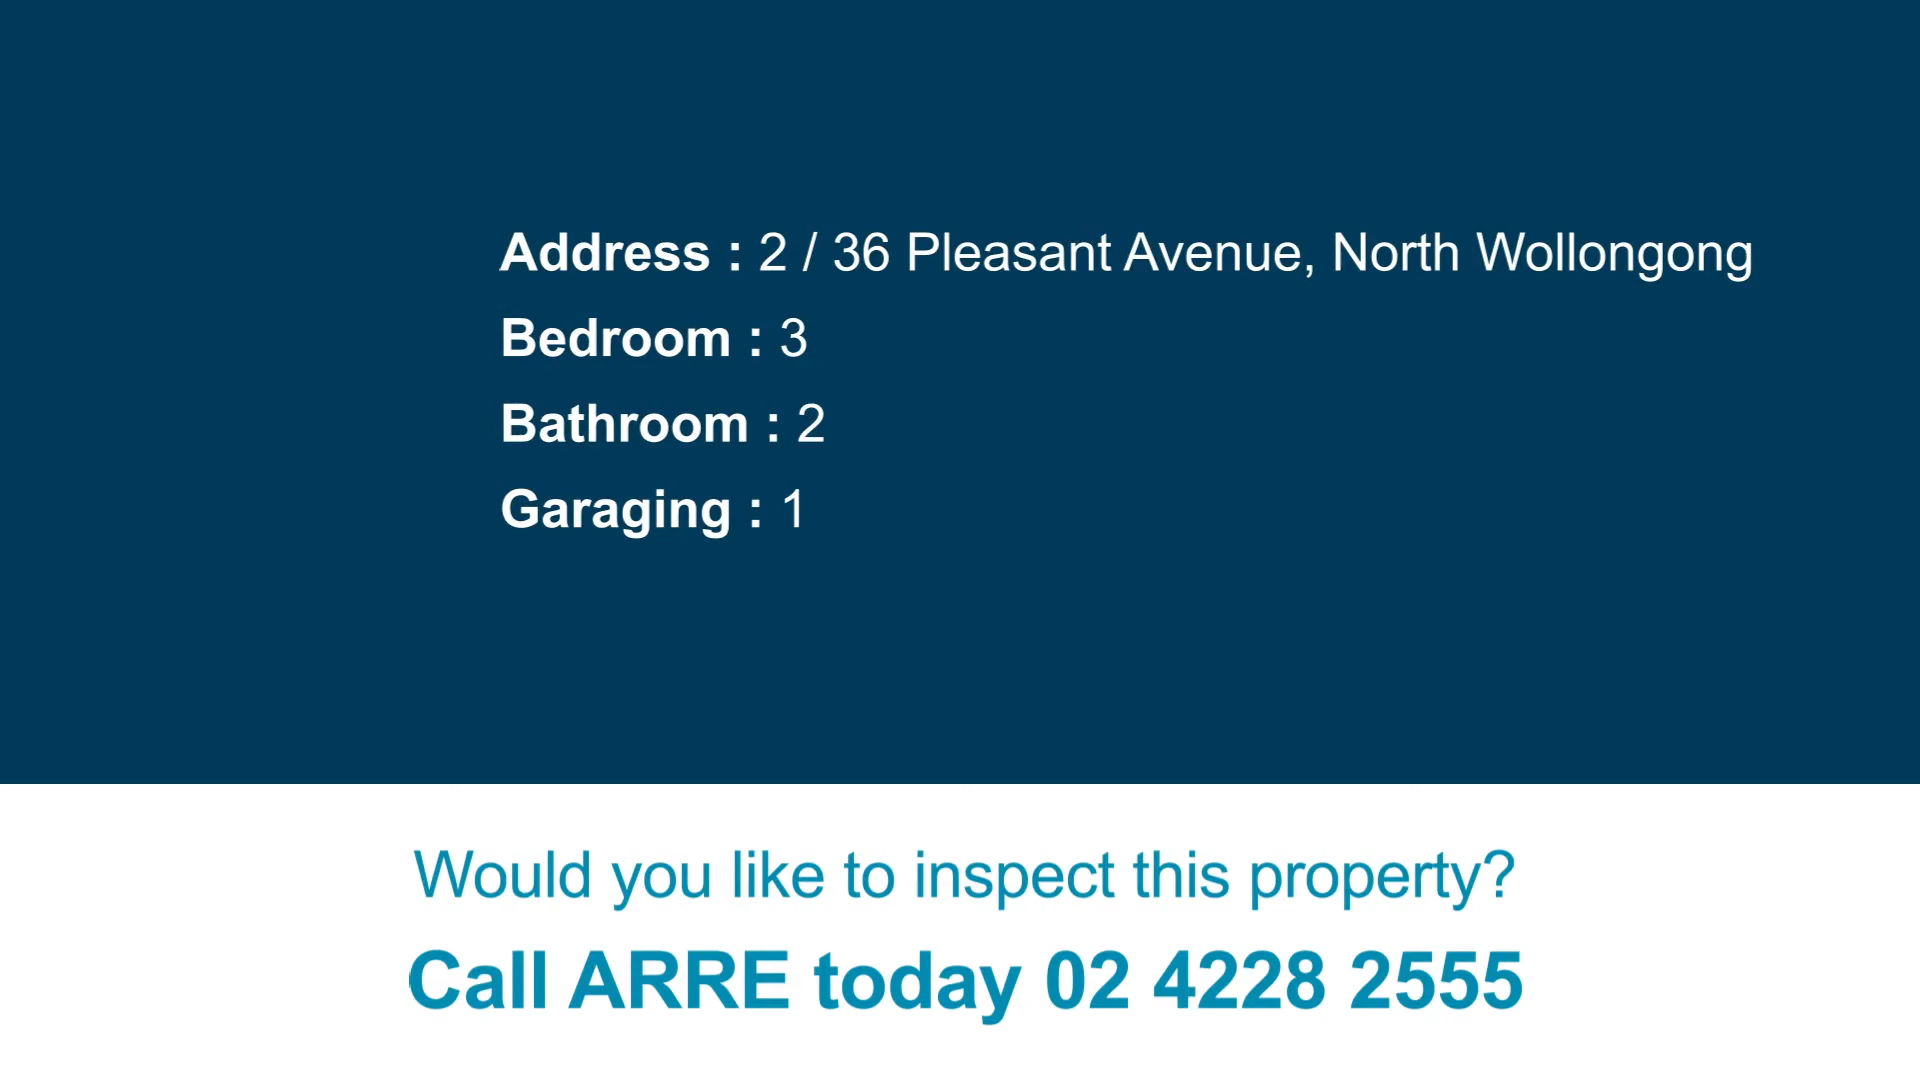 Address : 2 / 36 Pleasant Avenue, North Wollongong
Bedroom : 3
Bathroom : 2
Garaging : 1
Would you like to inspect this property?
Call ARRE today 02 4228 2555